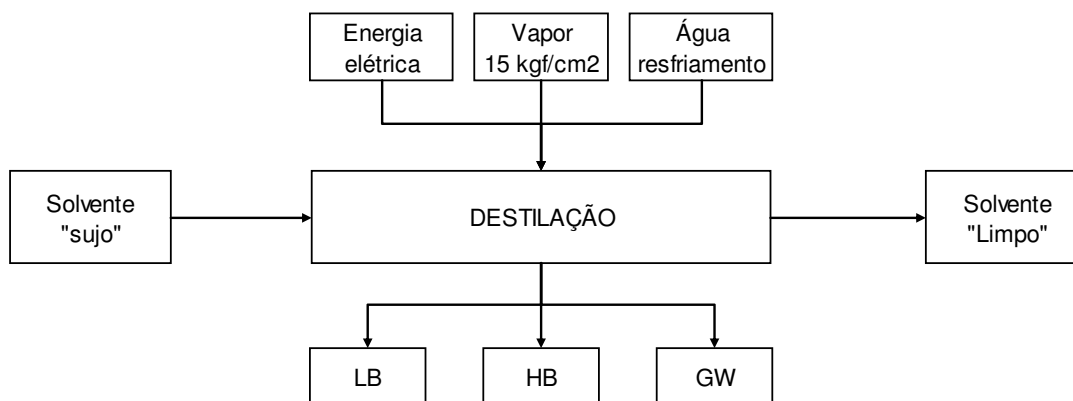 Energia
elétrica
Vapor
15 kgf/cm2
Água
resfriamento
Solvente
"sujo"
DESTILAÇÃO
Solvente
"Limpo"
LB
HB
GW